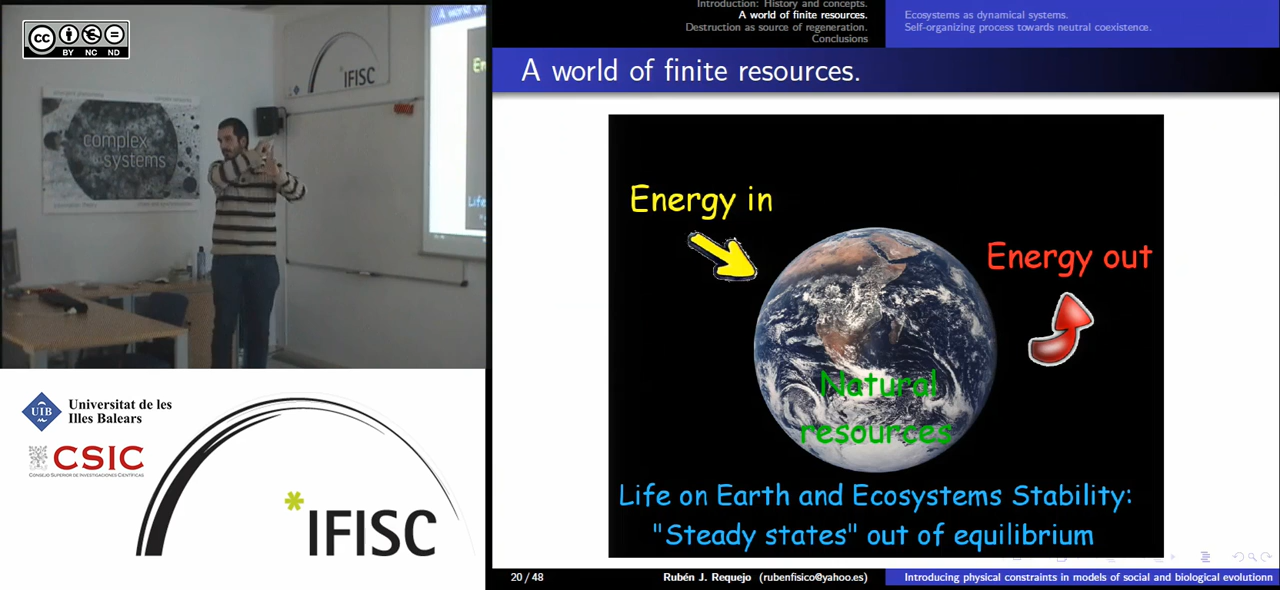 cc
BY NC ND
IFISC
complex
systems
Universitat de les
Illes Balears
UIB
CSIC
CONSEJO SUPERIOR DE INVESTIGACIONES CIENTÍFICAS
*IFISC
Introduction: History and concepts.
A world of finite resources.
Destruction as source of regeneration.
Conclusions
Ecosystems as dynamical systems.
Self-organizing process towards neutral coexistence.
A world of finite resources.
Energy in
Energy out
Natural
resources
Life on Earth and Ecosystems Stability:
"Steady states" out of equilibrium
20 / 48
Rubén J. Requejo (rubenfisico@yahoo.es)
Introducing physical constraints in models of social and biological evolutionn